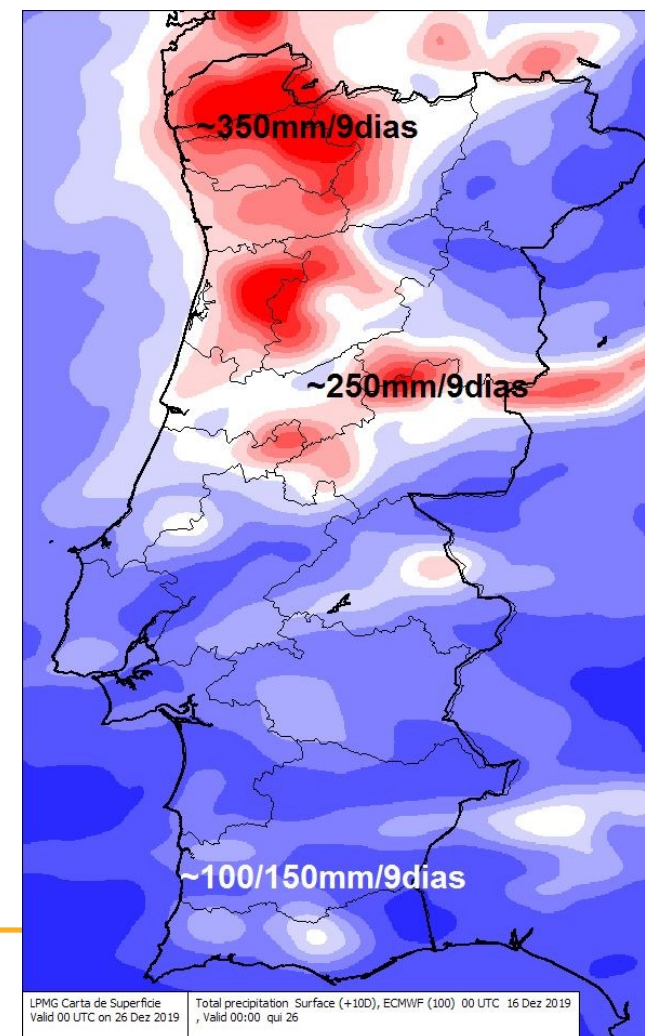 ~350mm/9dias
~250mm/9dias
~100/150mm/9dias
LPMG Carta de Superficie
Valid 00 UTC on 26 Dez 2019
Total precipitation Surface (+10D), ECMWF (100) 00 UTC 16 Dez 2019
, Valid 00:00 qui 26